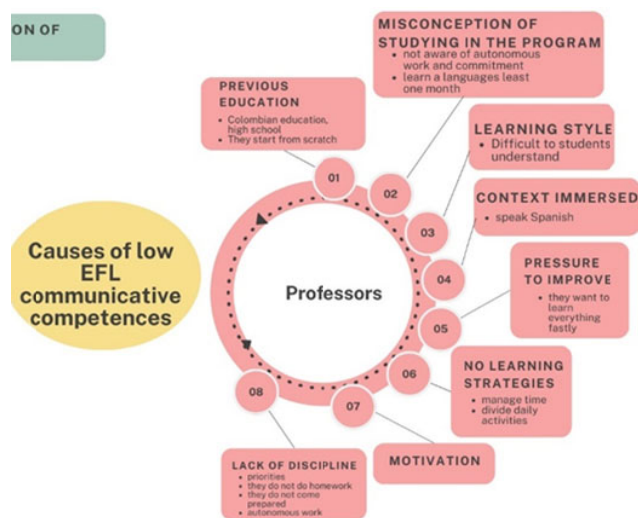 ON OF
MISCONCEPTION OF
STUDYING IN THE PROGRAM
not aware of autonomous
work and commitment
learn a languages least
one month
PREVIOUS
EDUCATION
Colombian education,
high school
They start from scratch
LEARNING STYLE
Difficult to students
understand
CONTEXT IMMERSED
speak Spanish
PRESSURE
TO IMPROVE
they want to
learn
everything
fastly
NO LEARNING
STRATEGIES
manage time
divide daily
activities
MOTIVATION
LACK OF DISCIPLINE
priorities
they do not do homework
they do not come
prepared
autonomous work
01
02
03
04
05
06
07
08
Professors
Causes of low
EFL
communicative
competences